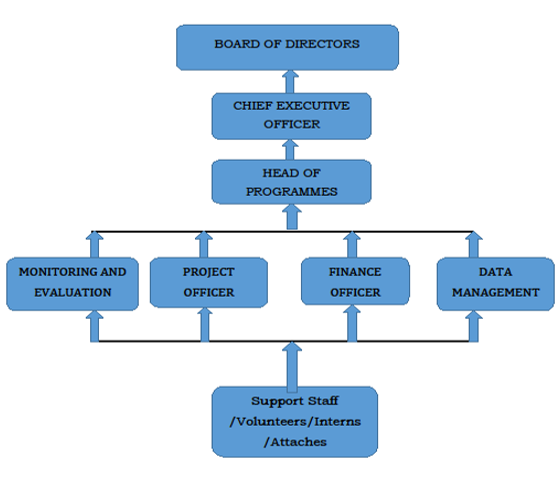 BOARD OF DIRECTORS
CHIEF EXECUTIVE
OFFICER
HEAD OF
PROGRAMMES
MONITORING AND
EVALUATION
PROJECT
OFFICER
FINANCE
OFFICER
DATA
MANAGEMENT
Support Staff
/Volunteers/Interns
/Attaches